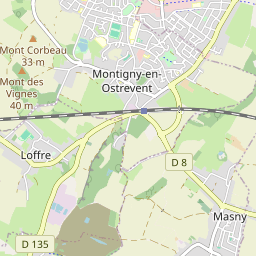 Mont Corbeau
33 m
Mont des
Vignes
40 m
Montigny-en-
Ostrevent
Loffre
D 8
Masny
D 135